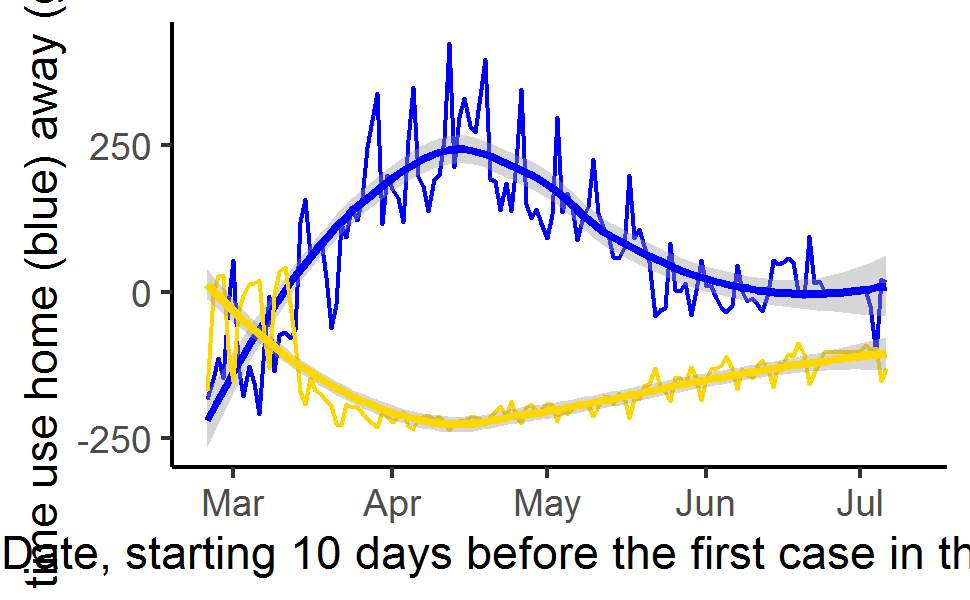 time use home (blue) away (
250
0
-250
Mar Apr May Jun Jul
Date, starting 10 days before the first case in th